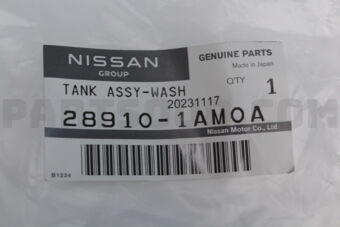 NISSAN
GROUP
GENUINE PARTS
Made in Japan
TANK ASSY-WASH
Q'TY 1
20231117
28910-1AM0A
Nissan Motor Co., Ltd
B1234